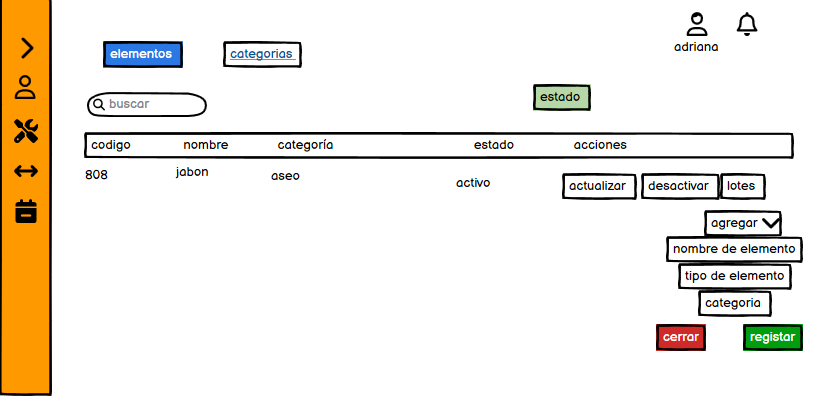 adriana
elementos categorias
buscar estado
codigo nombre categoría estado acciones
808 jabon aseo activo actualizar desactivar lotes
agregar
nombre de elemento
tipo de elemento
categoria
cerrar registar